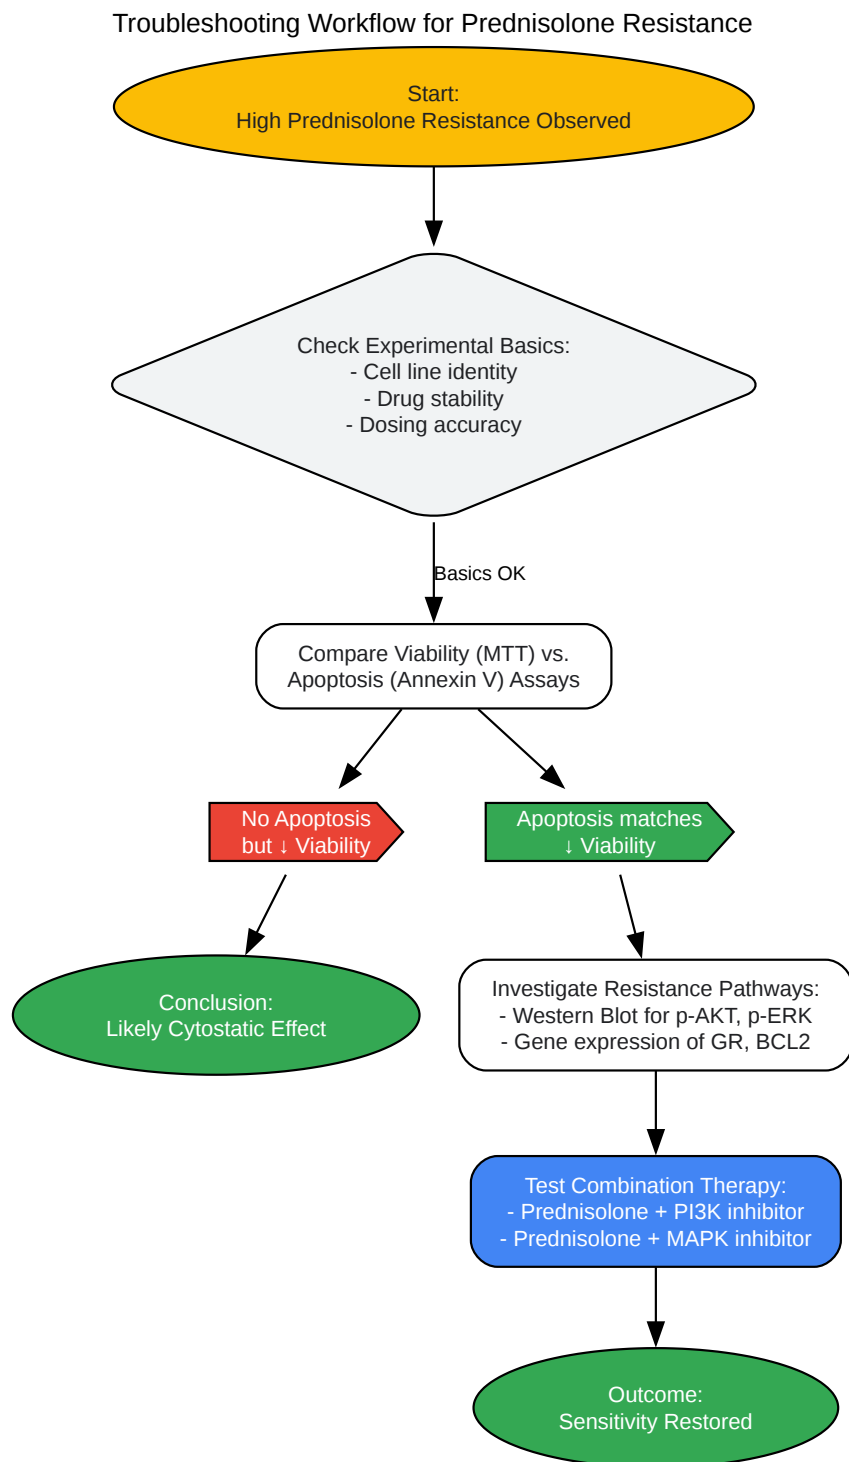 Troubleshooting Workflow for Prednisolone Resistance
Start:
High Prednisolone Resistance Observed
Check Experimental Basics:
- Cell line identity
- Drug stability
- Dosing accuracy
Basics OK
Compare Viability (MTT) vs.
Apoptosis (Annexin V) Assays
No Apoptosis
but ↓ Viability
Apoptosis matches
↓ Viability
Conclusion:
Likely Cytostatic Effect
Investigate Resistance Pathways:
- Western Blot for p-AKT, p-ERK
- Gene expression of GR, BCL2
Test Combination Therapy:
- Prednisolone + PI3K inhibitor
- Prednisolone + MAPK inhibitor
Outcome:
Sensitivity Restored